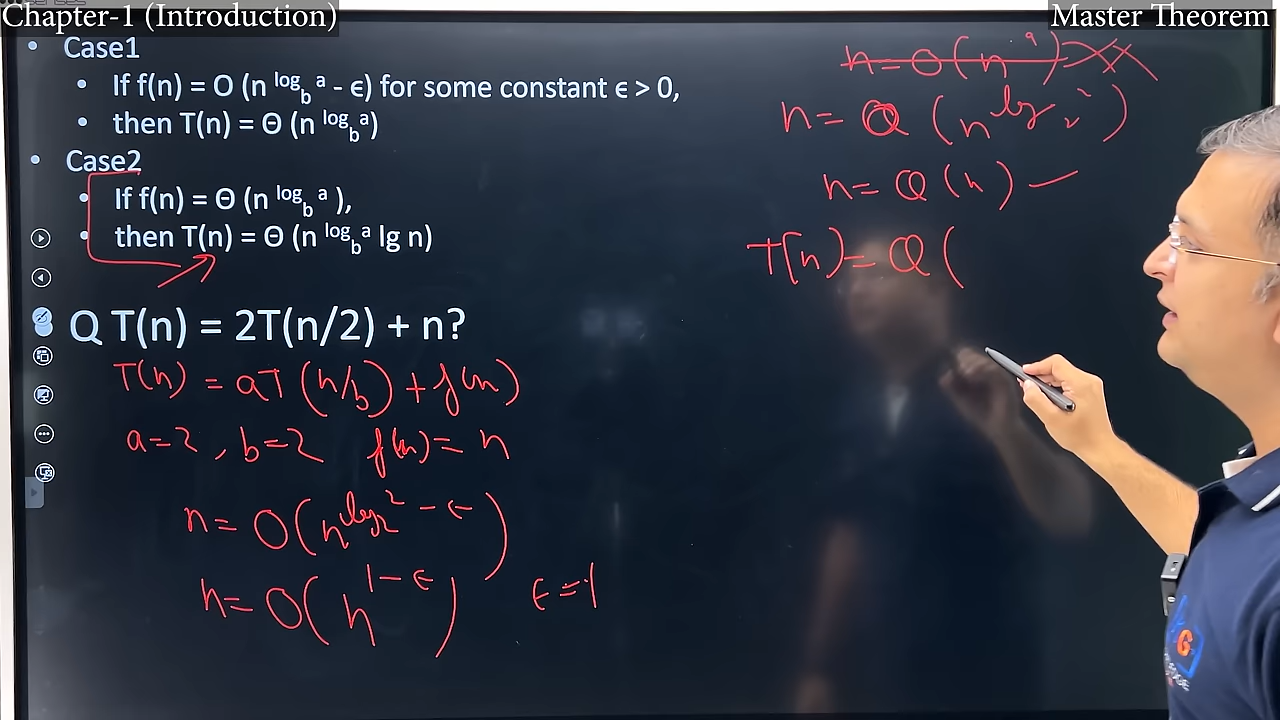 Chapter-1 (Introduction)
Master Theorem
• Case1
• If f(n) = O (n log_b a - ϵ) for some constant ϵ > 0,
• then T(n) = Θ (n log_b a)
• Case2
• If f(n) = Θ (n log_b a ),
• then T(n) = Θ (n log_b a lg n)
Q T(n) = 2T(n/2) + n?
T(n) = aT (n/b) + f(n)
a=2, b=2 f(n) = n
n = O(n^log_2 2 - ϵ)
n = O(n^1-ϵ) ϵ=1
n = O(n
n = Θ (n^log_2 2)
n = Θ (n)
T(n) = Θ (
G